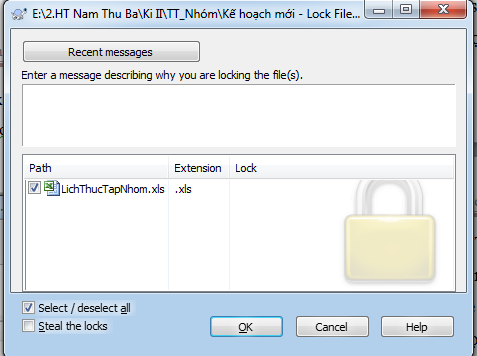 E:\2.HT Nam Thu Ba\Ki II\TT_Nhóm\Kế hoạch mới - Lock File...
Recent messages
Enter a message describing why you are locking the file(s).
Path Extension Lock
LichThucTapNhom.xls .xls
Select / deselect all
Steal the locks
OK Cancel Help